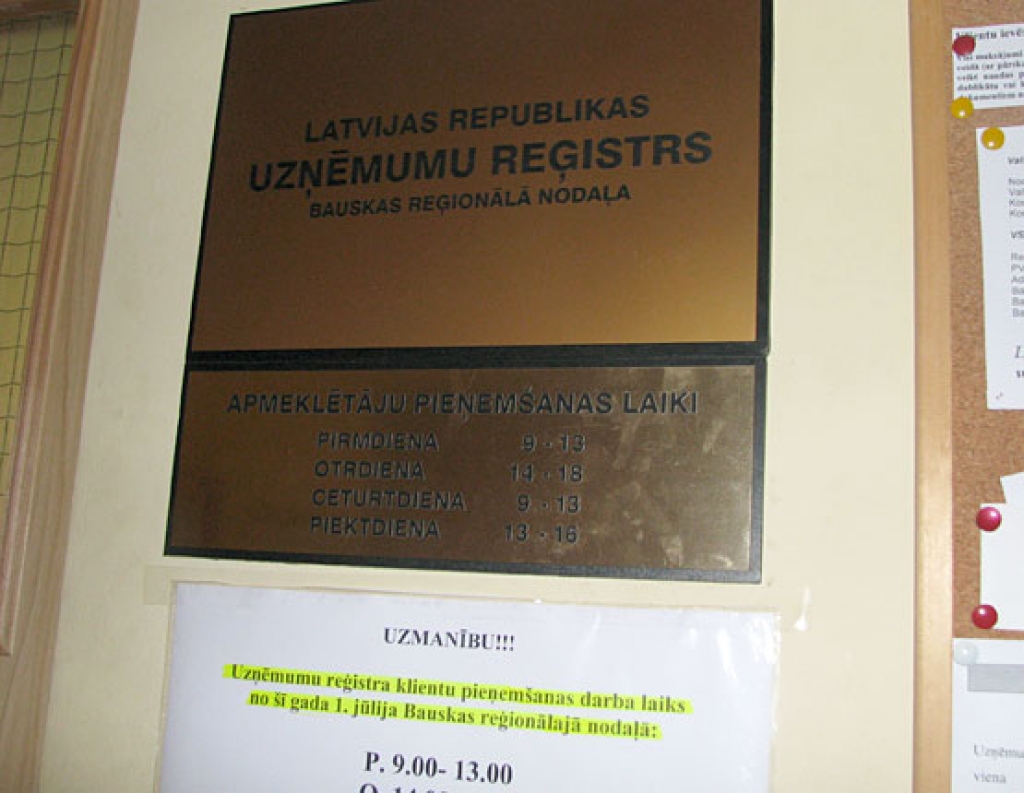 LATVIJAS REPUBLIKAS
UZŅĒMUMU REĢISTRS
BAUSKAS REĢIONĀLĀ NODAĻA
APMEKLĒTĀJU PIEŅEMŠANAS LAIKI
PIRMDIENA 9 - 13
OTRDIENA 14 - 18
CETURTDIENA 9 - 13
PIEKTDIENA 13 - 16
UZMANĪBU!!!
Uzņēmumu reģistra klientu pieņemšanas darba laiks
no šī gada 1. jūlija Bauskas reģionālajā nodaļā:
P. 9.00- 13.00
viena